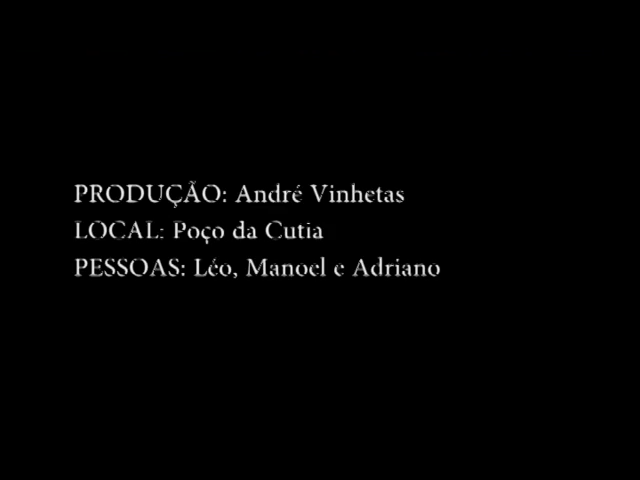 PRODUÇÃO: André Vinhetas
LOCAL: Poço da Cutia
PESSOAS: Léo, Manoel e Adriano